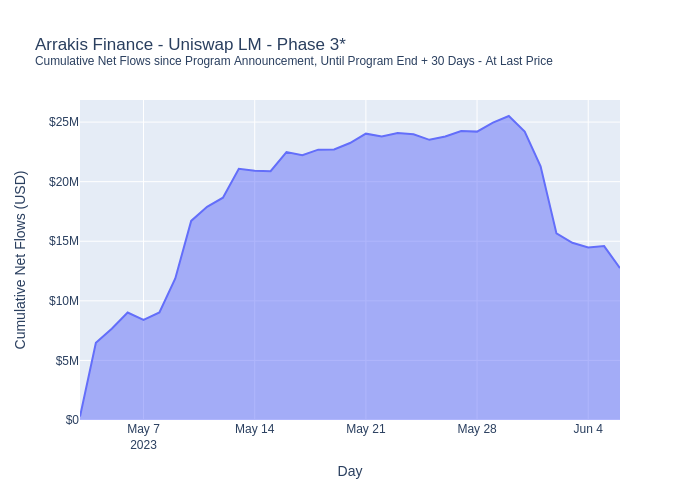 Arrakis Finance - Uniswap LM - Phase 3*
Cumulative Net Flows since Program Announcement, Until Program End + 30 Days - At Last Price
Cumulative Net Flows (USD)
$25M
$20M
$15M
$10M
$5M
$0
May 7
2023
May 14
May 21
May 28
Jun 4
Day